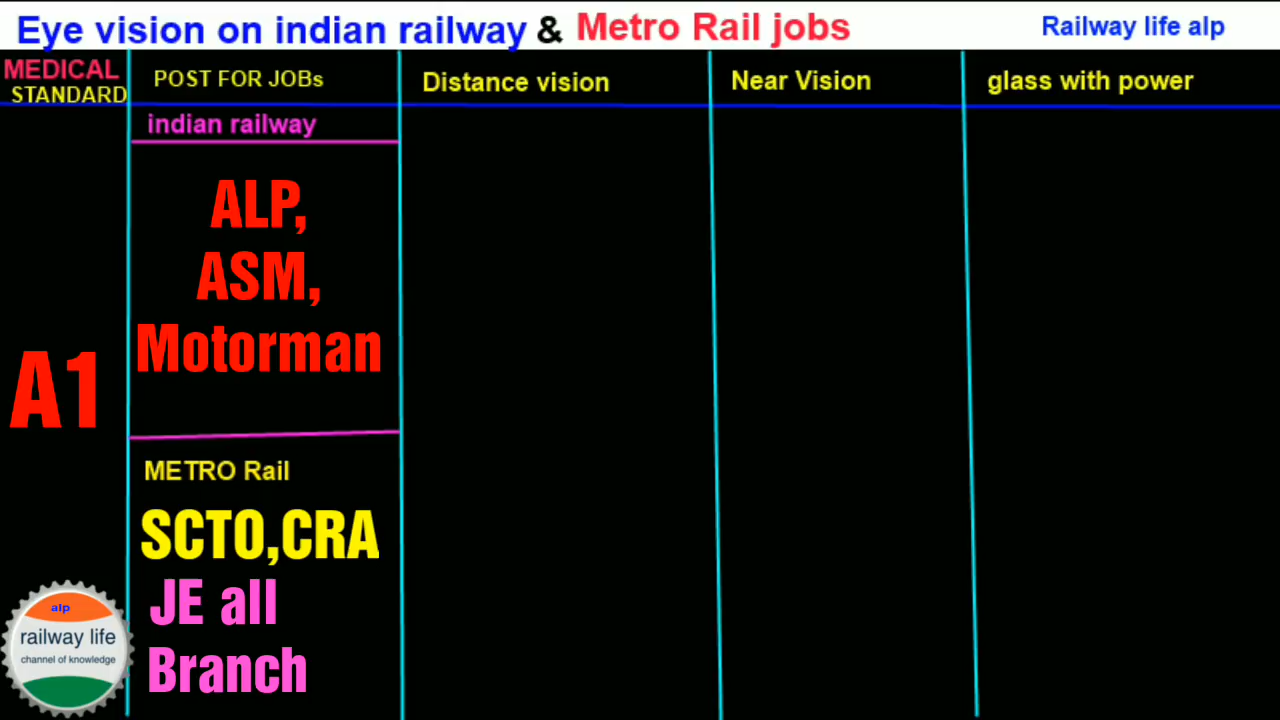 Eye vision on indian railway & Metro Rail jobs
Railway life alp
MEDICAL
STANDARD
POST FOR JOBs
Distance vision
Near Vision
glass with power
indian railway
ALP,
ASM,
Motorman
A1
METRO Rail
SCTO,CRA
JE all
Branch
alp
railway life
channel of knowledge